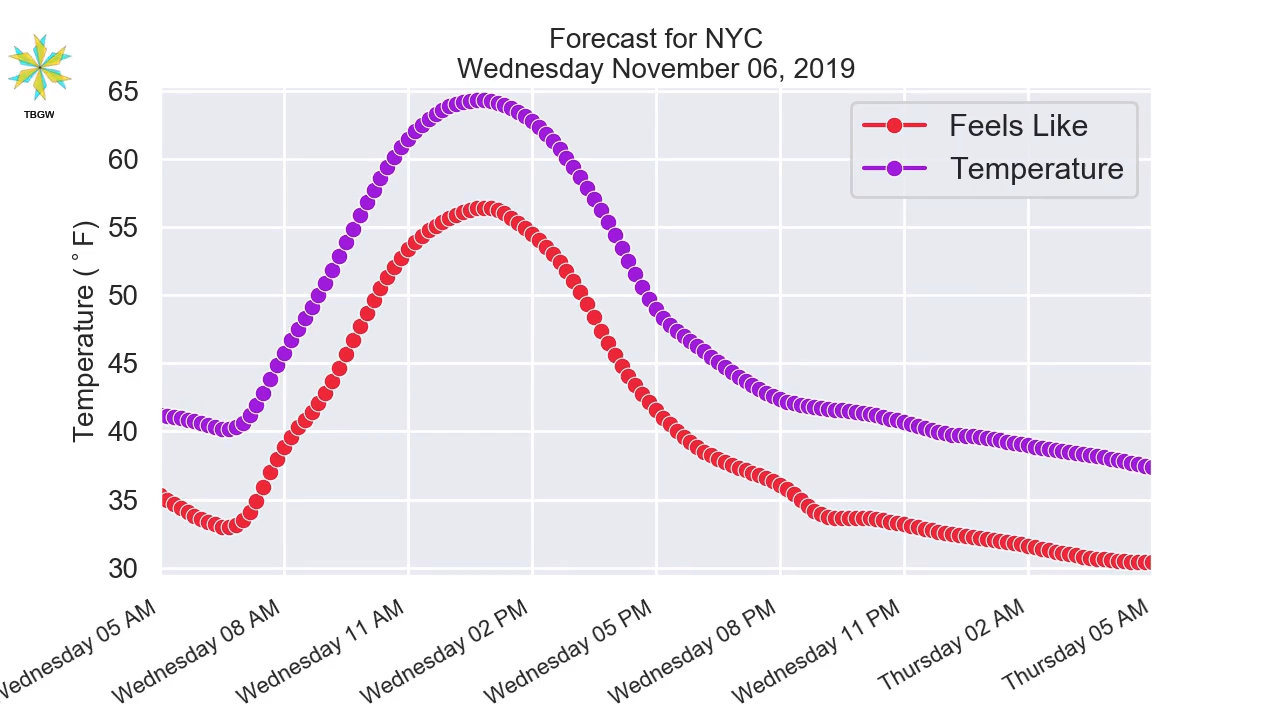 Forecast for NYC
Wednesday November 06, 2019
TBGW
65
60
55
50
45
40
35
30
Temperature (°F)
Feels Like
Temperature
Wednesday 05 AM
Wednesday 08 AM
Wednesday 11 AM
Wednesday 02 PM
Wednesday 05 PM
Wednesday 08 PM
Wednesday 11 PM
Thursday 02 AM
Thursday 05 AM